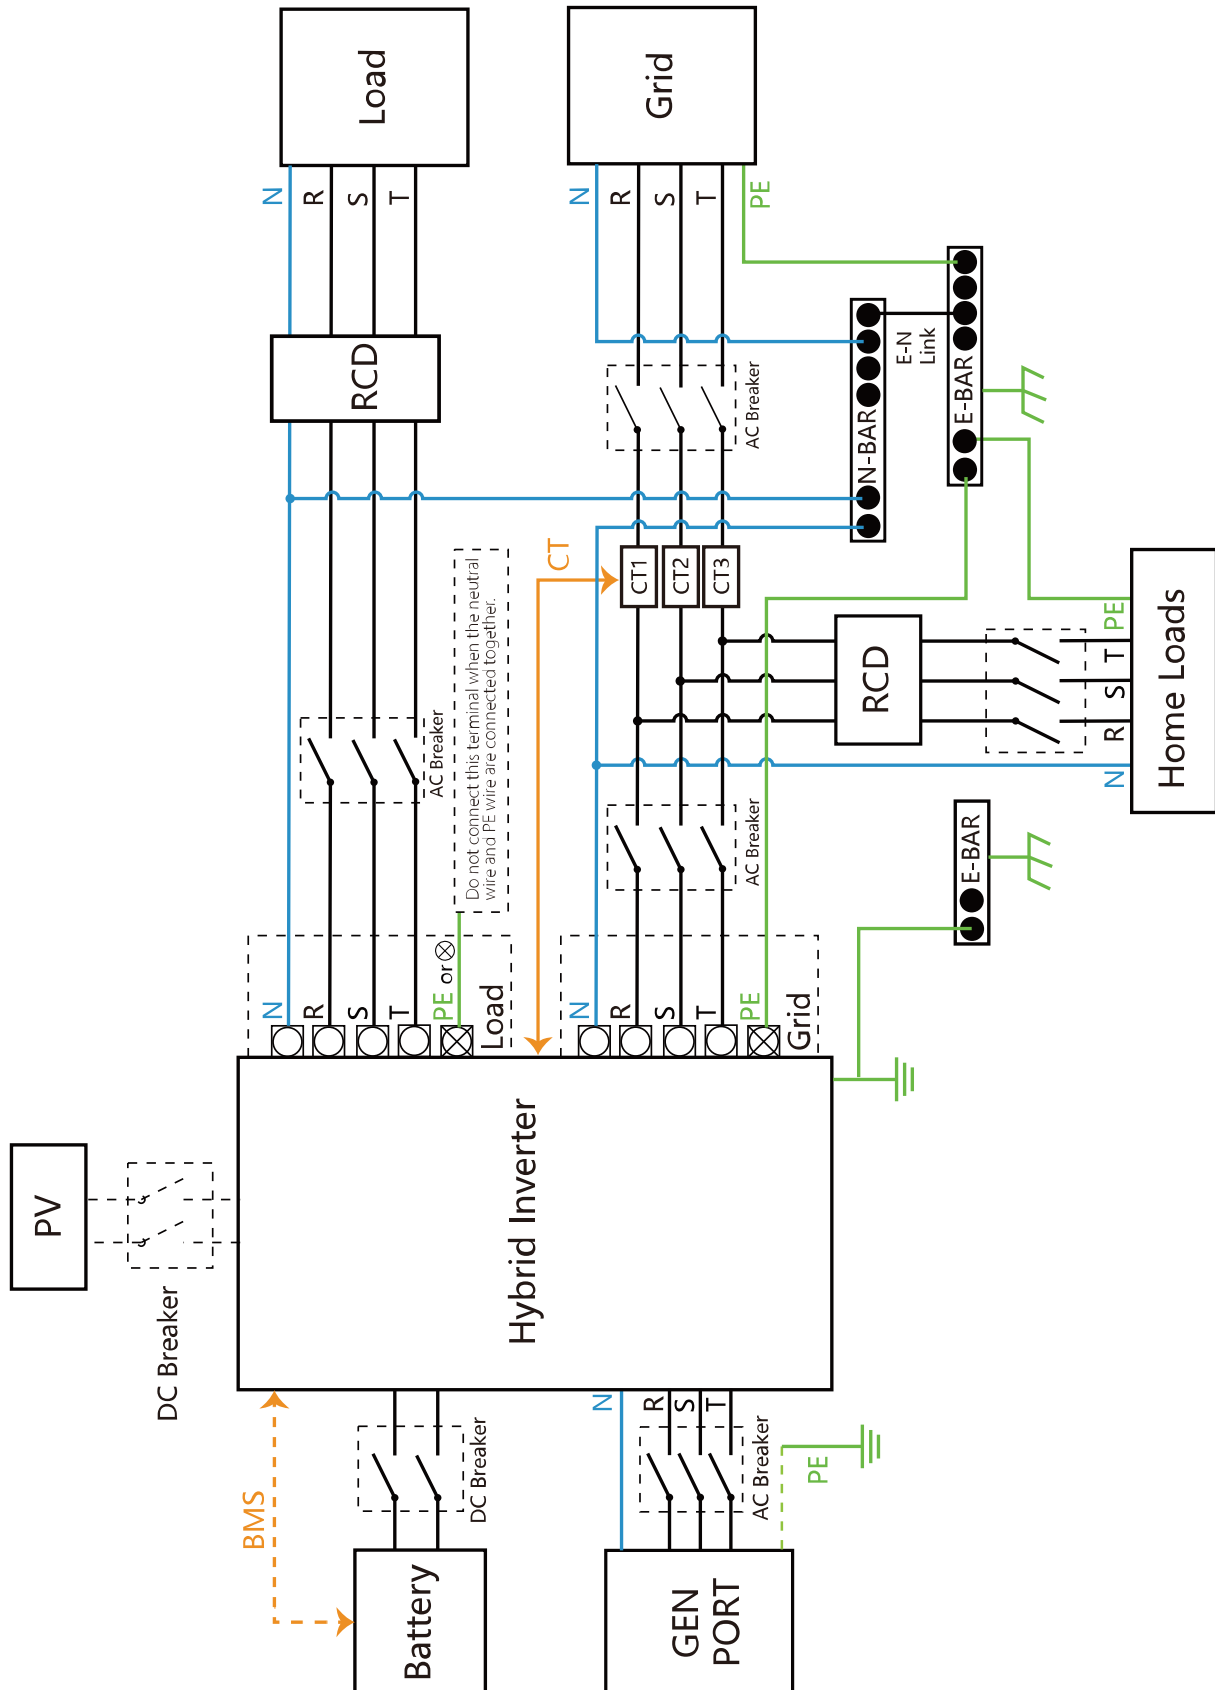 Load
Grid
N
R
S
T
N
R
S
T
PE
RCD
AC Breaker
N-BAR
E-N
Link
E-BAR
CT
CT1
CT2
CT3
Do not connect this terminal when the neutral
wire and PE wire are connected together.
AC Breaker
RCD
PE
T
S
R
N
Home Loads
AC Breaker
E-BAR
N
R
S
T
PE or
Load
N
R
S
T
PE
Grid
PV
DC Breaker
Hybrid Inverter
BMS
DC Breaker
Battery
N
R
S
T
AC Breaker
PE
GEN
PORT